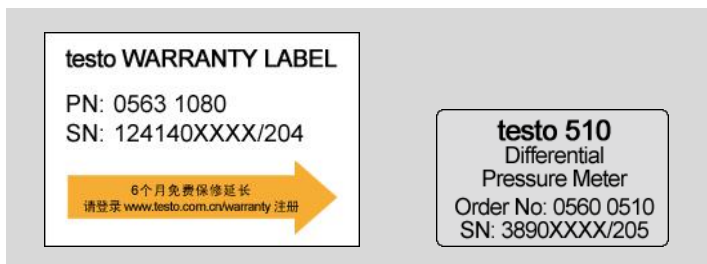 testo WARRANTY LABEL
PN: 0563 1080
SN: 124140XXXX/204
6个月免费保修延长
请登录 www.testo.com.cn/warranty 注册
testo 510
Differential
Pressure Meter
Order No: 0560 0510
SN: 3890XXXX/205